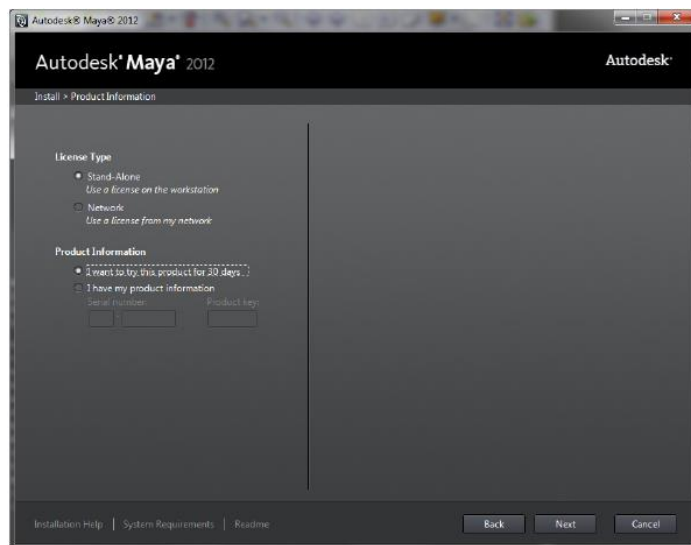 Autodesk® Maya® 2012
Autodesk® Maya® 2012
Autodesk®
Install > Product Information
License Type
Stand-Alone
Use a license on the workstation
Network
Use a license from my network
Product Information
I want to try this product for 30 days.
I have my product information
Serial number: Product key:
Installation Help | System Requirements | Readme
Back Next Cancel